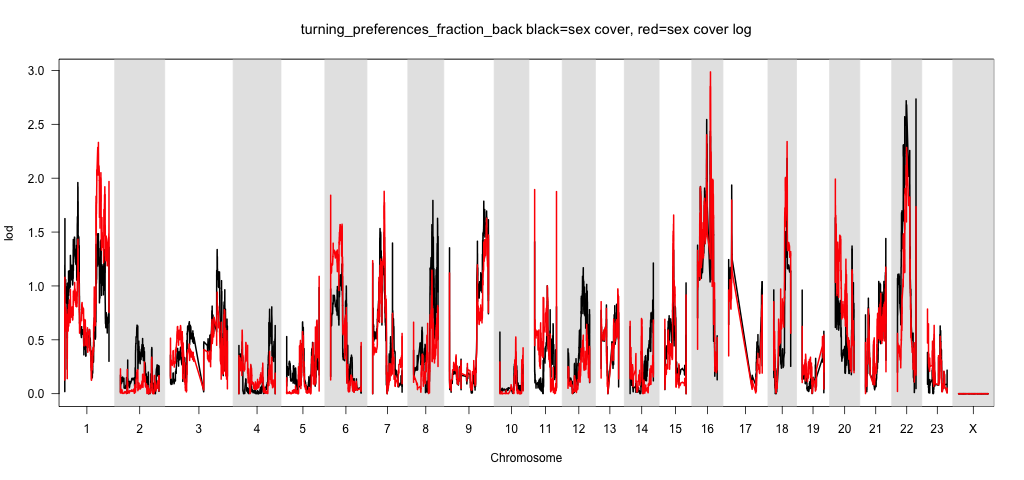 turning_preferences_fraction_back black=sex cover, red=sex cover log
3.0
2.5
2.0
1.5
1.0
0.5
0.0
lod
1 2 3 4 5 6 7 8 9 10 11 12 13 14 15 16 17 18 19 20 21 22 23 X
Chromosome